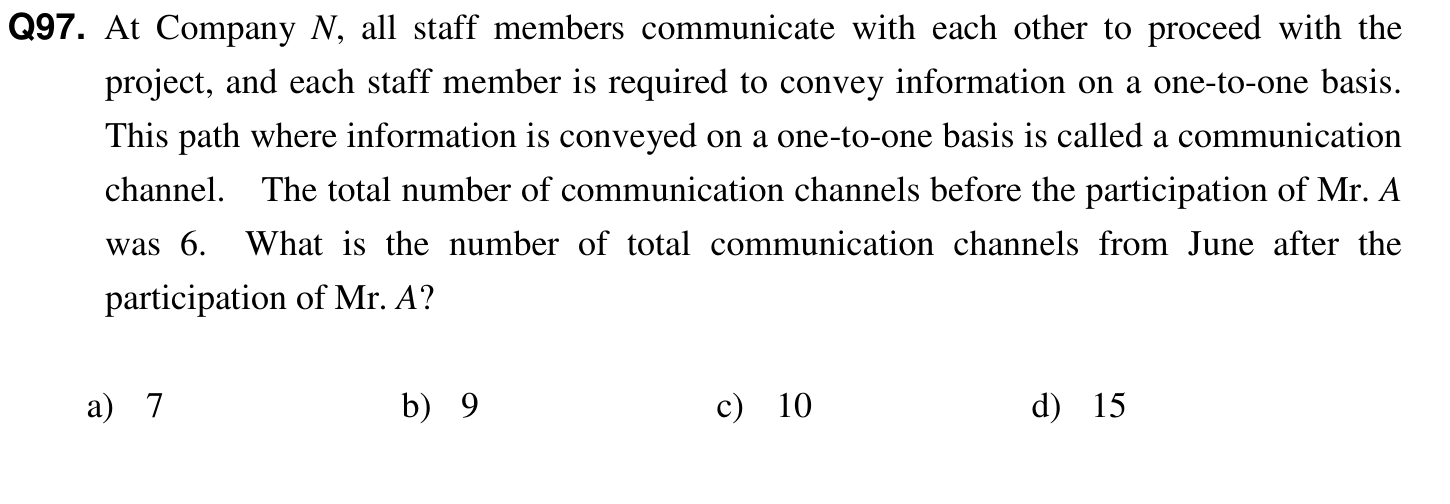 Q97. At Company N, all staff members communicate with each other to proceed with the
project, and each staff member is required to convey information on a one-to-one basis.
This path where information is conveyed on a one-to-one basis is called a communication
channel. The total number of communication channels before the participation of Mr. A
was 6. What is the number of total communication channels from June after the
participation of Mr. A?
a) 7 b) 9 c) 10 d) 15